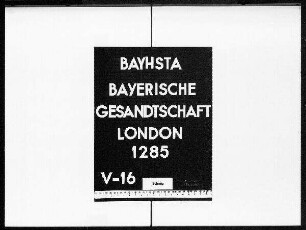 BAYHSTA
BAYERISCHE
GESANDTSCHAFT
LONDON
1285
V-16